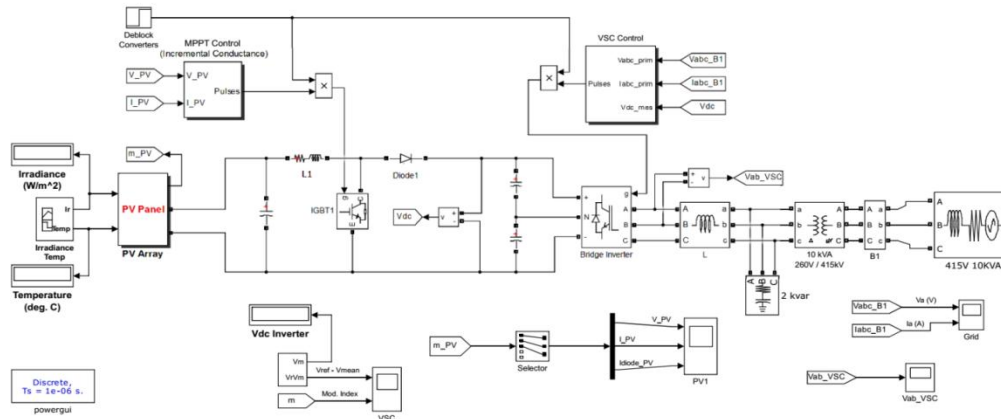 Deblock
Converters
MPPT Control
(Incremental Conductance)
V_PV
V_PV
I_PV
I_PV
Pulses
×
VSC Control
Vabc_prim
Vabc_B1
×
Pulses
Iabc_prim
Iabc_B1
Vdc_mes
Vdc
Irradiance
(W/m^2)
m_PV
L1
Diode1
+
-
v
Vab_VSC
Ir
Temp
Irradiance
Temp
PV Panel
PV Array
IGBT1
g
C
E
Vdc
v
+
-
+
N
-
g
A
B
C
Bridge Inverter
A
B
C
A
B
C
L
a
b
c
A
B
C
10 kVA
260V / 415kV
A
B
C
a
b
c
B1
A
B
C
415V 10KVA
A
B
C
2 kvar
Temperature
(deg. C)
Vdc Inverter
Vm
VrVm
Vref - Vmean
m
Mod. Index
VSC
m_PV
Selector
V_PV
I_PV
Idiode_PV
PV1
Vabc_B1
Va (V)
Iabc_B1
Ia (A)
Grid
Vab_VSC
Vab_VSC
Discrete,
Ts = 1e-06 s.
powergui